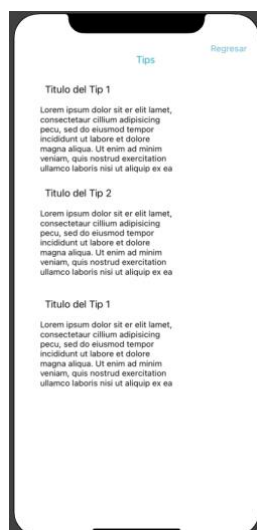 Regresar
Tips
Titulo del Tip 1
Lorem ipsum dolor sit er elit lamet,
consectetaur cillium adipisicing
pecu, sed do eiusmod tempor
incididunt ut labore et dolore
magna aliqua. Ut enim ad minim
veniam, quis nostrud exercitation
ullamco laboris nisi ut aliquip ex ea
Titulo del Tip 2
Lorem ipsum dolor sit er elit lamet,
consectetaur cillium adipisicing
pecu, sed do eiusmod tempor
incididunt ut labore et dolore
magna aliqua. Ut enim ad minim
veniam, quis nostrud exercitation
ullamco laboris nisi ut aliquip ex ea
Titulo del Tip 1
Lorem ipsum dolor sit er elit lamet,
consectetaur cillium adipisicing
pecu, sed do eiusmod tempor
incididunt ut labore et dolore
magna aliqua. Ut enim ad minim
veniam, quis nostrud exercitation
ullamco laboris nisi ut aliquip ex ea